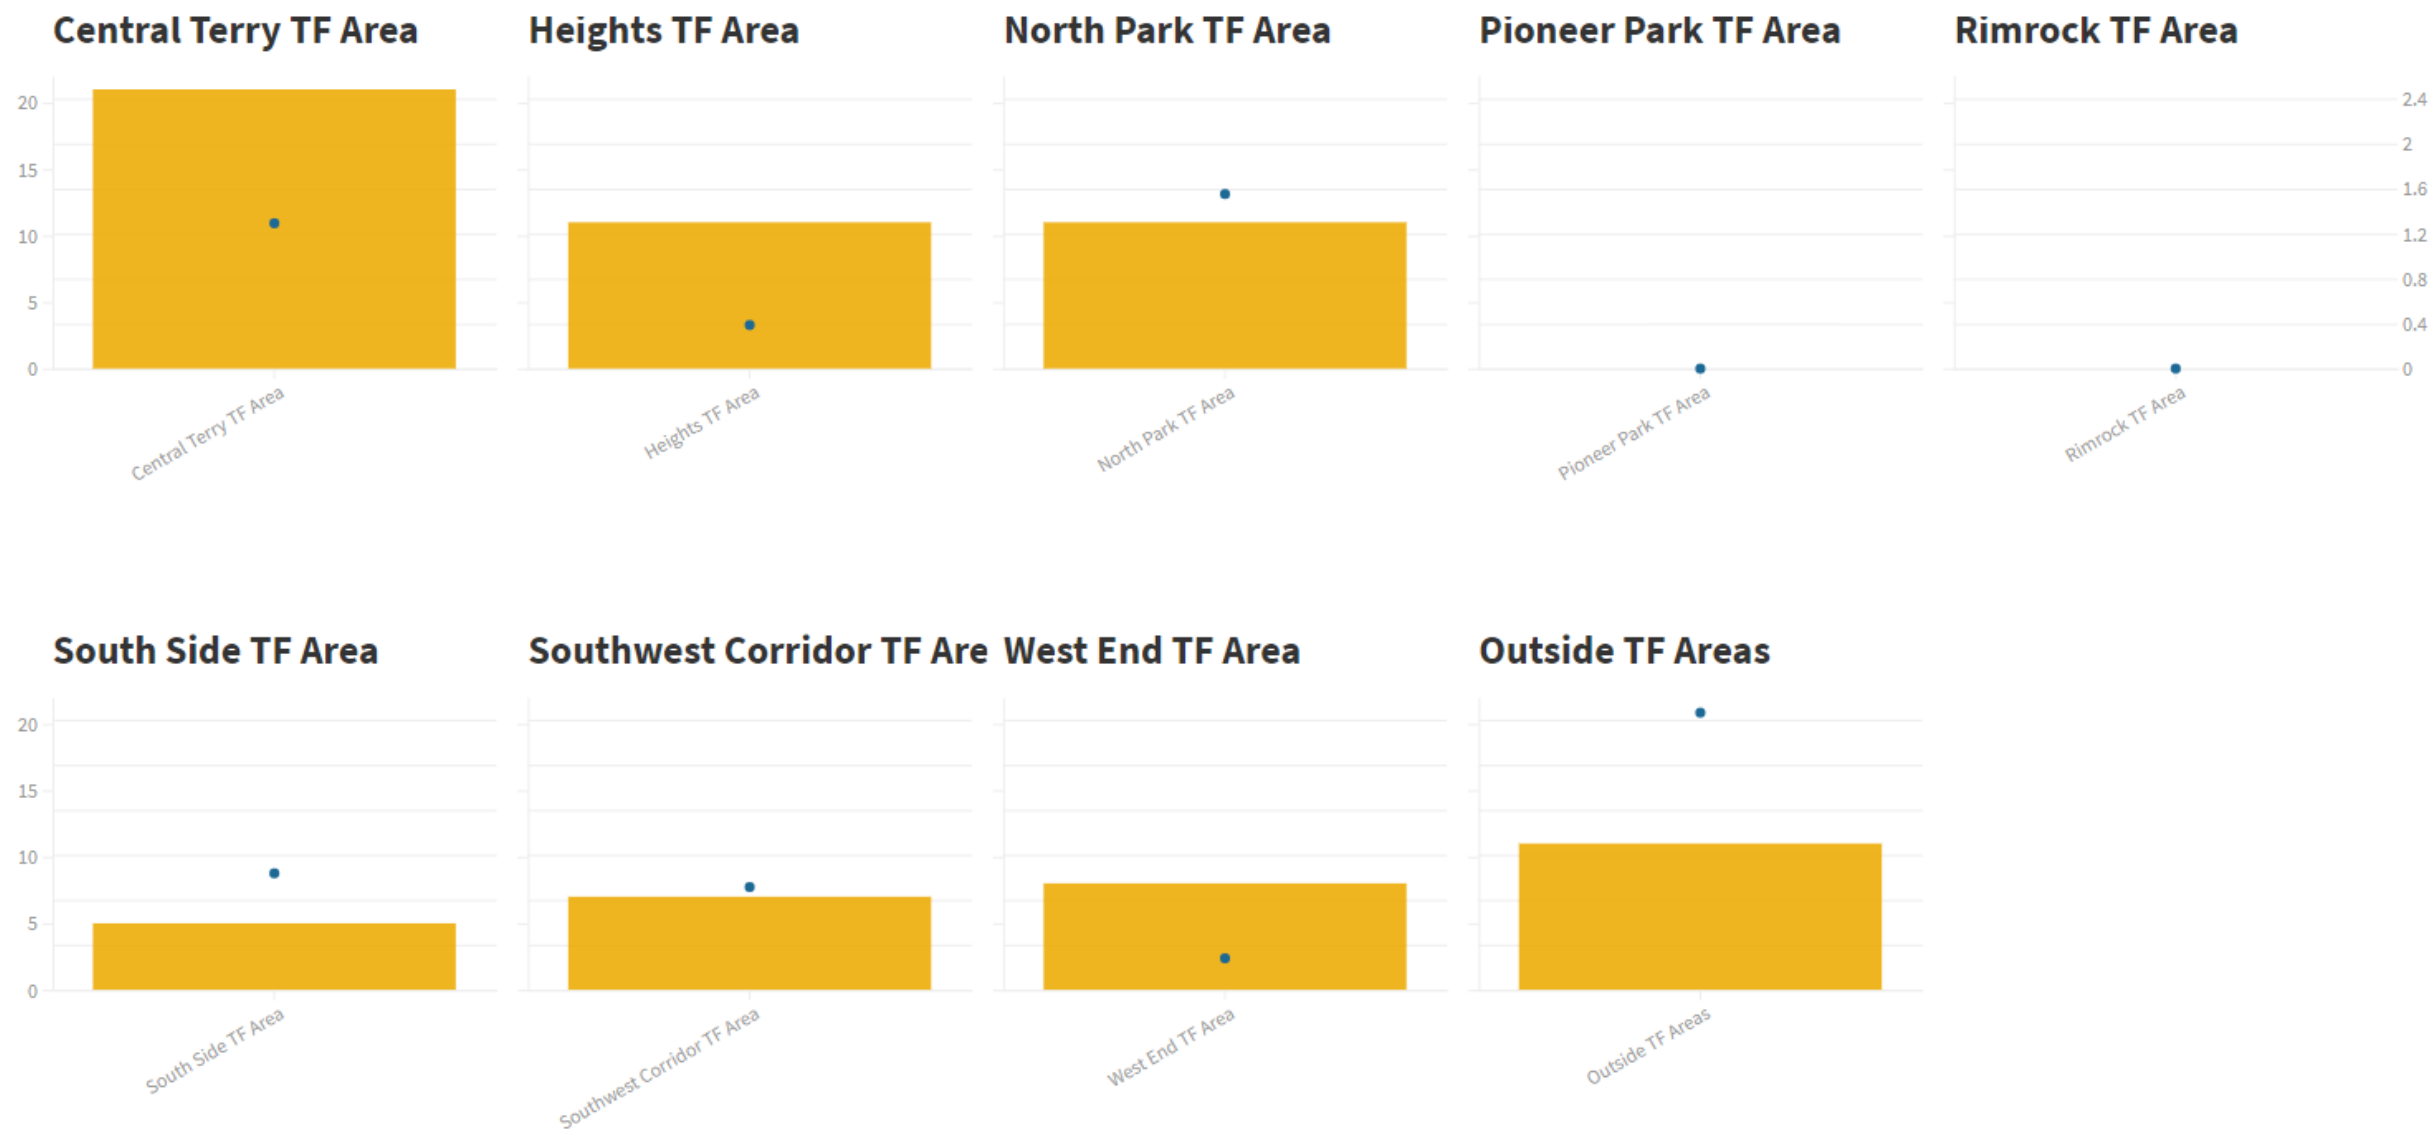 Central Terry TF Area
Heights TF Area
North Park TF Area
Pioneer Park TF Area
Rimrock TF Area
20
15
10
5
0
2.4
2
1.6
1.2
0.8
0.4
0
Central Terry TF Area
Heights TF Area
North Park TF Area
Pioneer Park TF Area
Rimrock TF Area
South Side TF Area
Southwest Corridor TF Are
West End TF Area
Outside TF Areas
20
15
10
5
0
South Side TF Area
Southwest Corridor TF Area
West End TF Area
Outside TF Areas